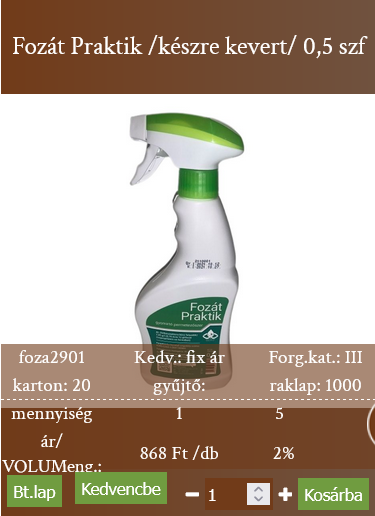 Fozát Praktik /készre kevert/ 0,5 szf
Fozát
Praktik
foza2901 Kedv.: fix ár Forg.kat.: III
karton: 20 gyűjtő: raklap: 1000
mennyiség 1 5
ár/
VOLUMeng.: 868 Ft /db 2%
Bt.lap Kedvencbe − 1 + Kosárba